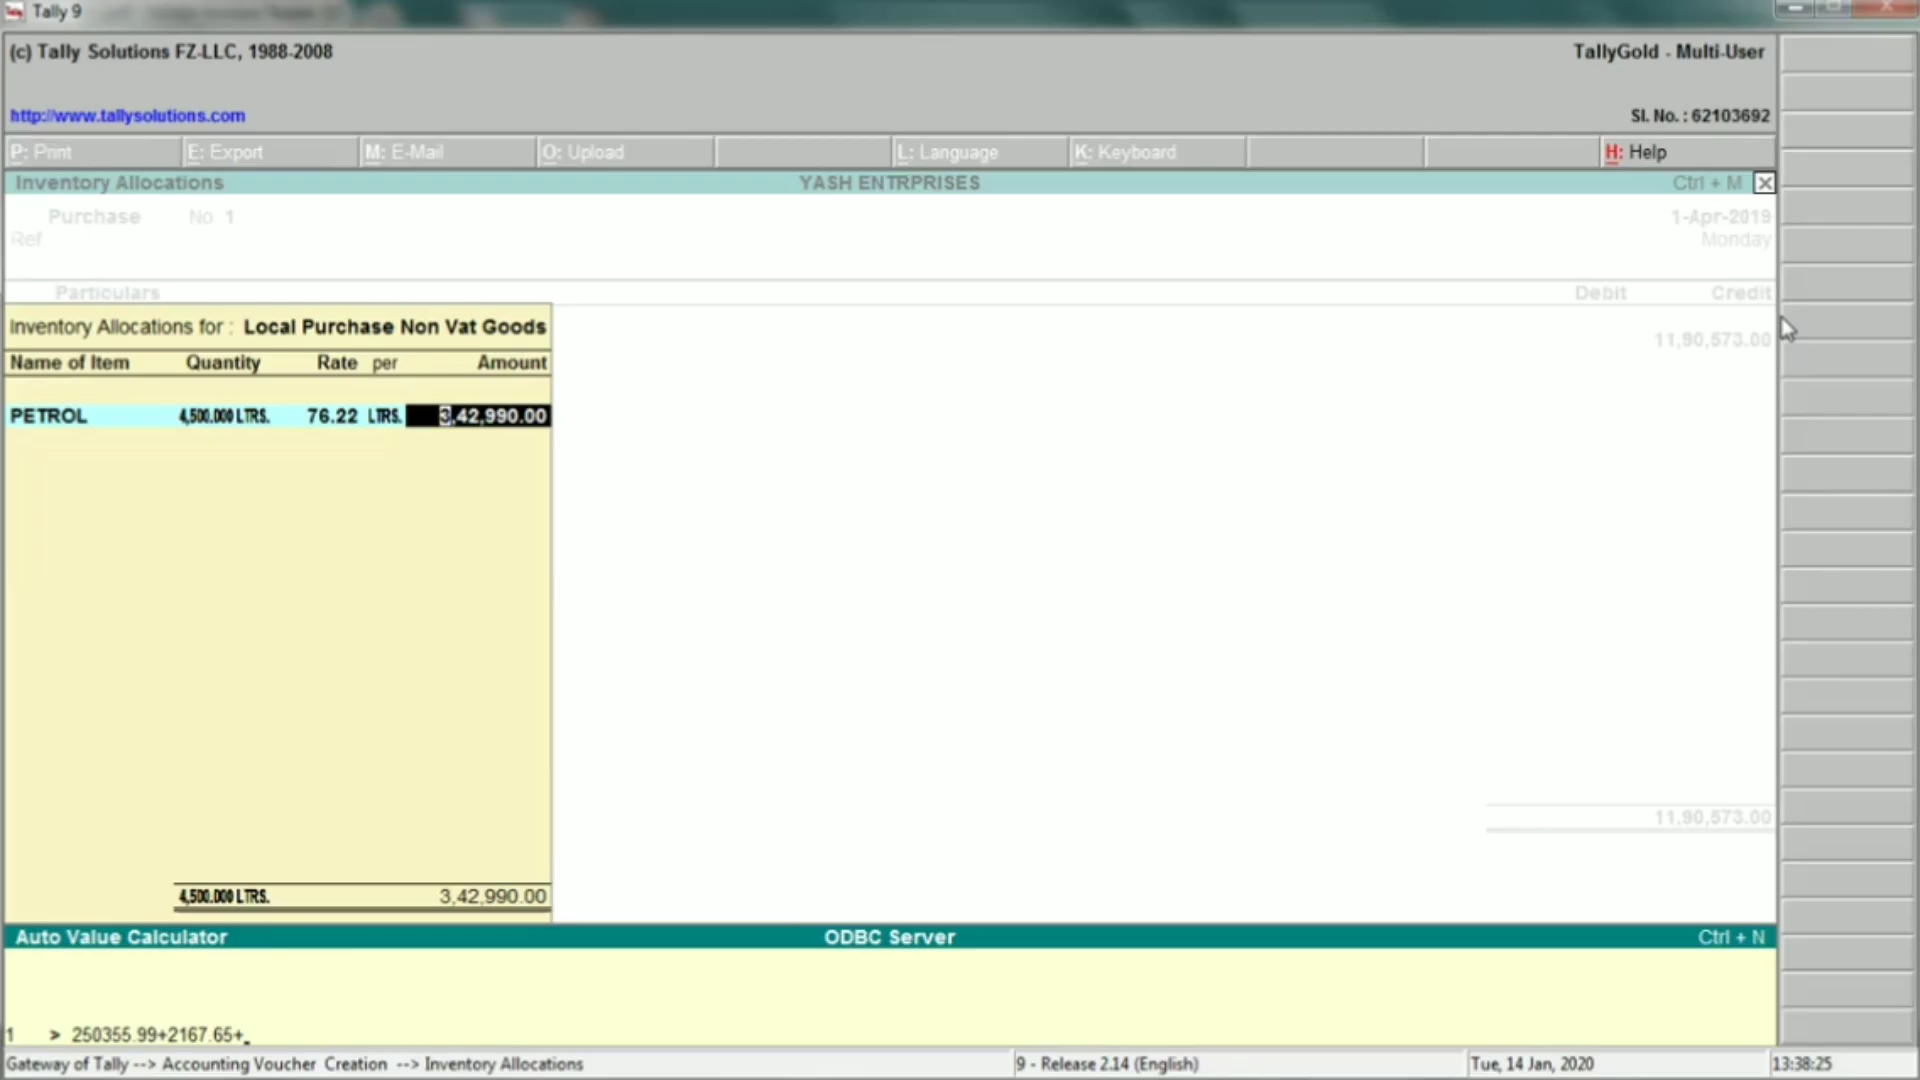 Tally 9
(c) Tally Solutions FZ-LLC, 1988-2008 TallyGold - Multi-User
http://www.tallysolutions.com Sl. No. : 62103692
P: Print E: Export M: E-Mail O: Upload L: Language K: Keyboard H: Help
Inventory Allocations YASH ENTRPRISES Ctrl + M
Purchase No 1 1-Apr-2019
Ref Monday
Particulars Debit Credit
Inventory Allocations for : Local Purchase Non Vat Goods
11,90,573.00
Name of Item Quantity Rate per Amount
PETROL 4,500.000 LTRS. 76.22 LTRS. 3,42,990.00
11,90,573.00
4,500.000 LTRS. 3,42,990.00
Auto Value Calculator ODBC Server Ctrl + N
1 > 250355.99+2167.65+_
Gateway of Tally --> Accounting Voucher Creation --> Inventory Allocations 9 - Release 2.14 (English) Tue, 14 Jan, 2020 13:38:25